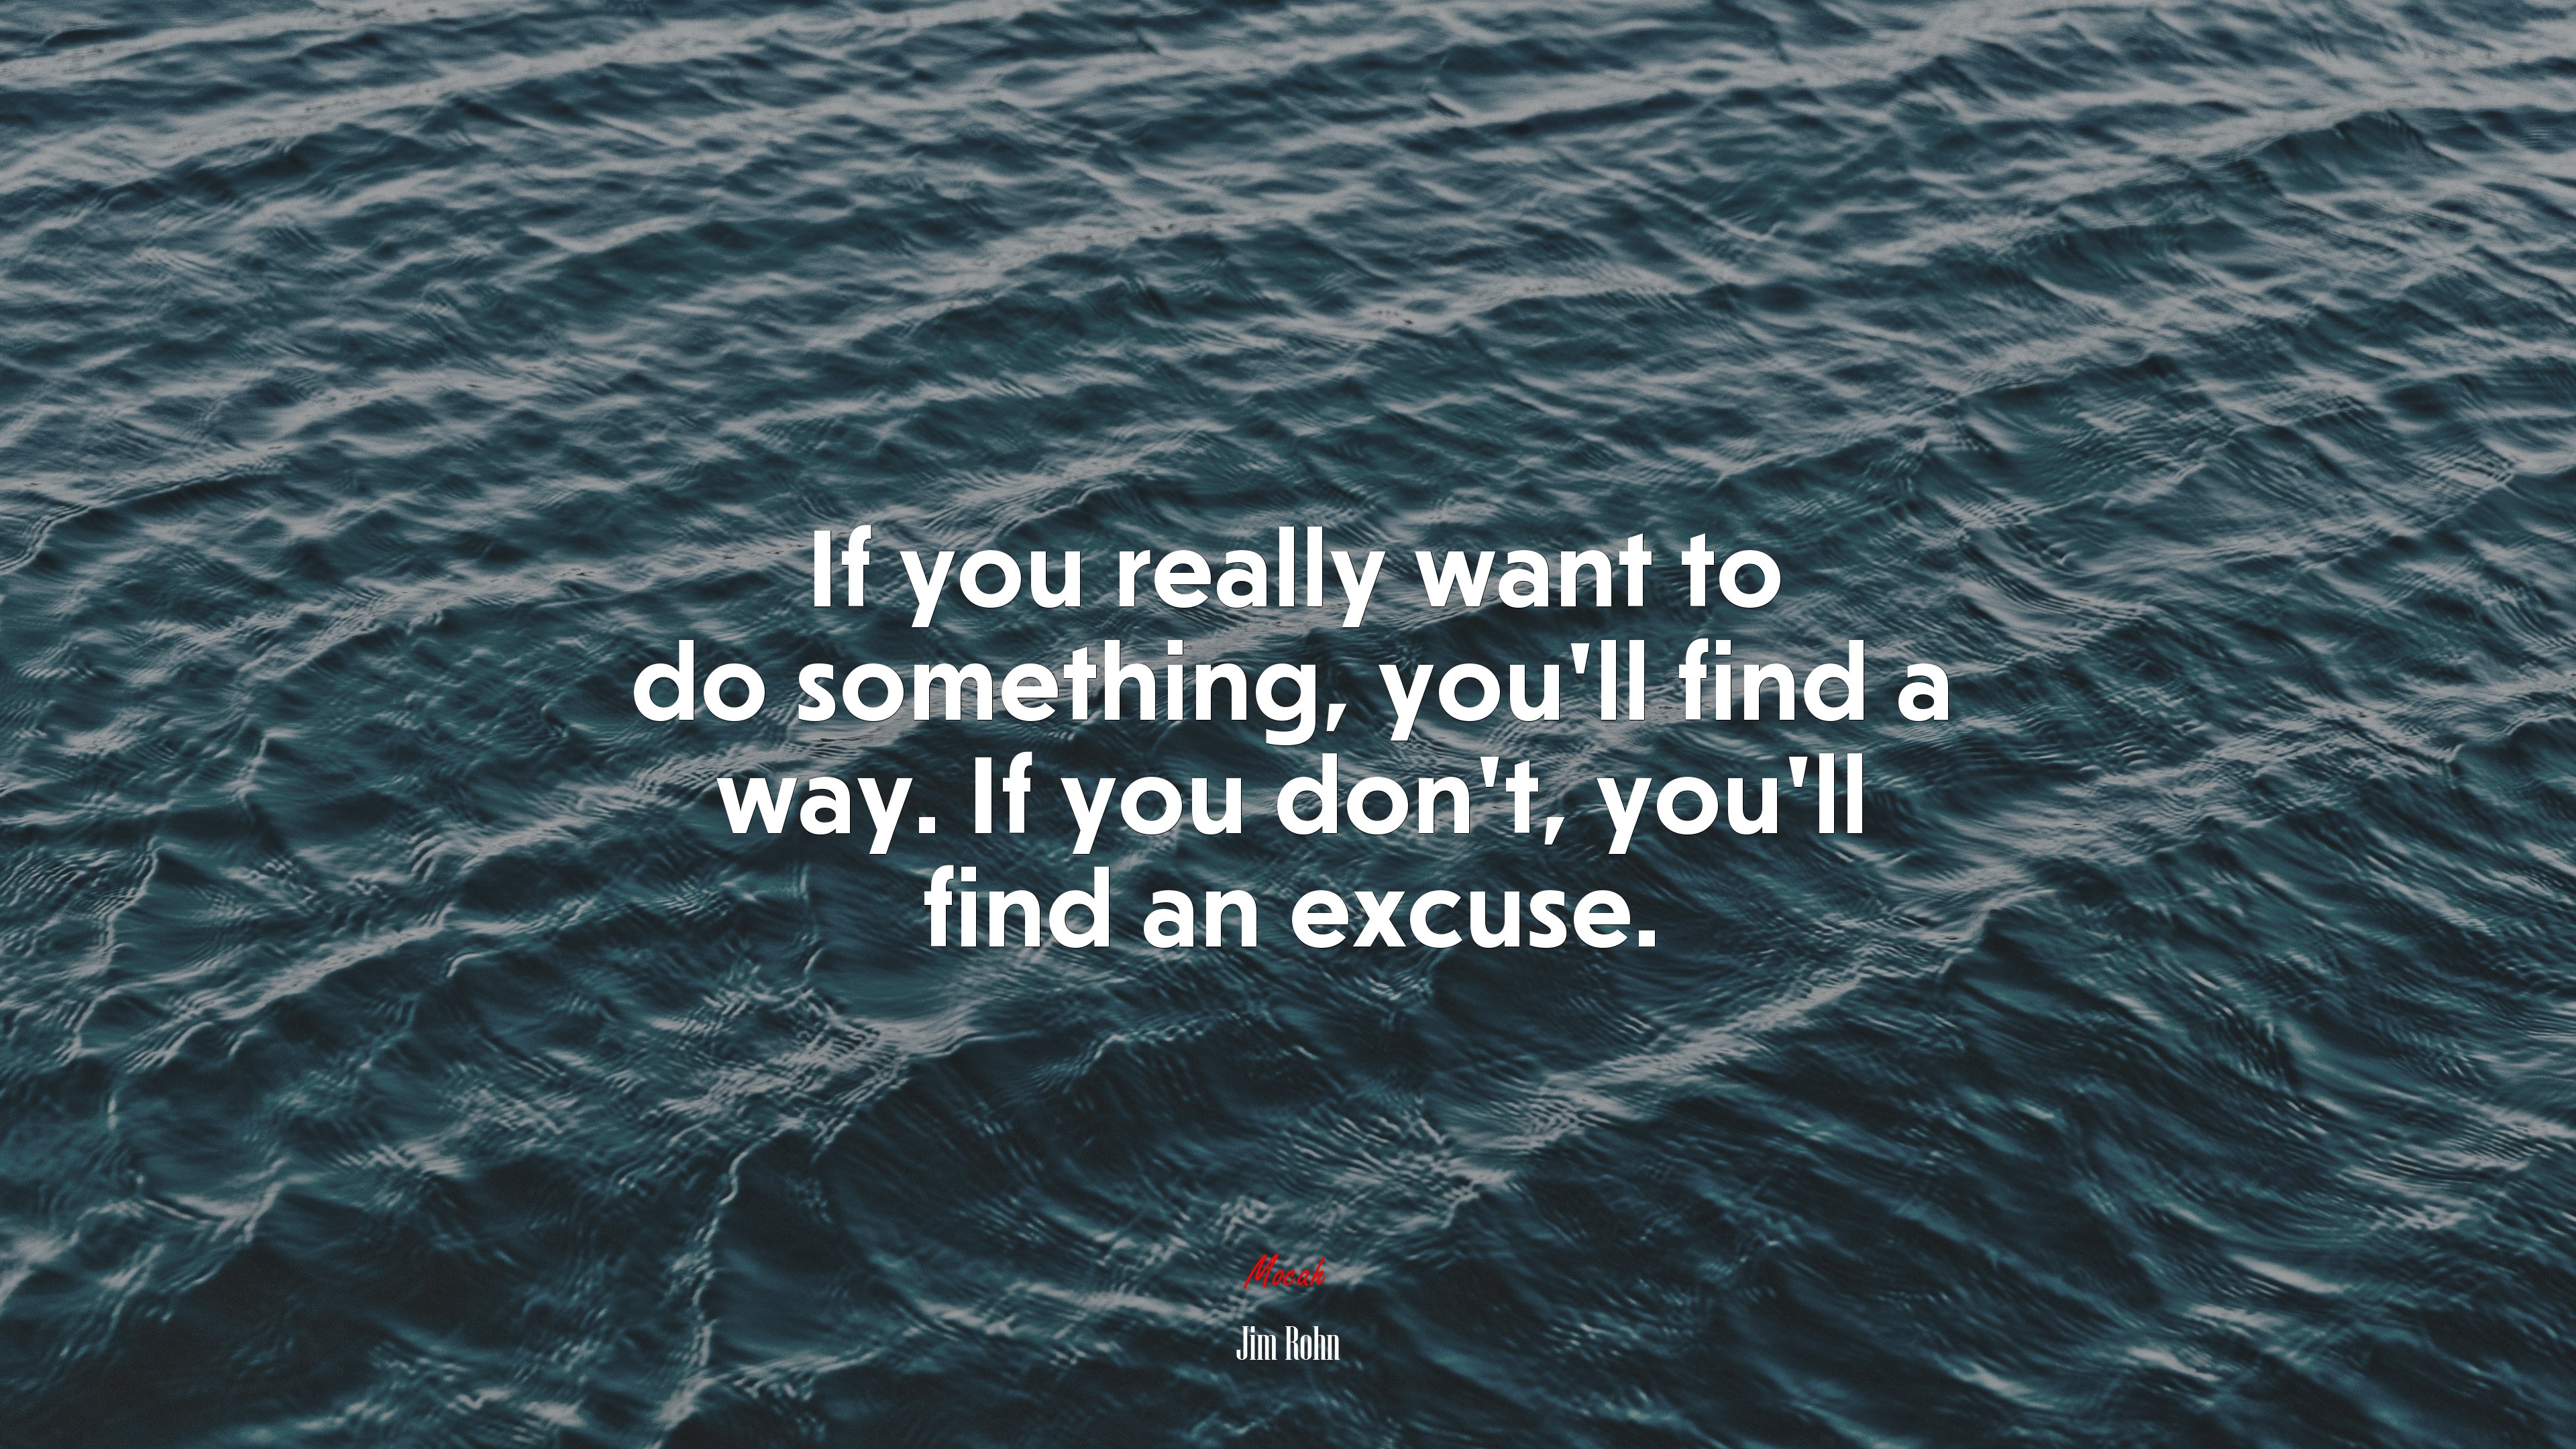 If you really want to
do something, you'll find a
way. If you don't, you'll
find an excuse.
Mocah
Jim Rohn